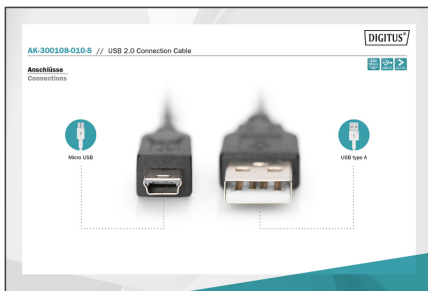 DIGITUS®
AK-300108-010-S // USB 2.0 Connection Cable
Anschlüsse
Connections
Micro USB
USB type A